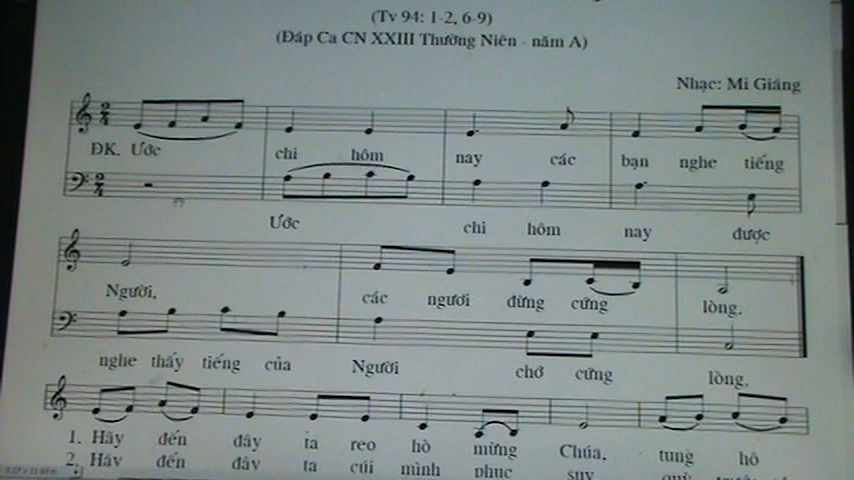 (Tv 94: 1-2, 6-9)
(Đáp Ca CN XXIII Thường Niên - năm A)
Nhạc: Mi Giáng
ĐK. Ước chi hôm nay các bạn nghe tiếng
Ước chi hôm nay được
Người, các ngươi đừng cứng lòng.
nghe thấy tiếng của Người chớ cứng lòng.
1. Hãy đến đây ta reo hò mừng Chúa, tung hô
2. Hãy đến đây ta cúi mình phục suy quỳ trước